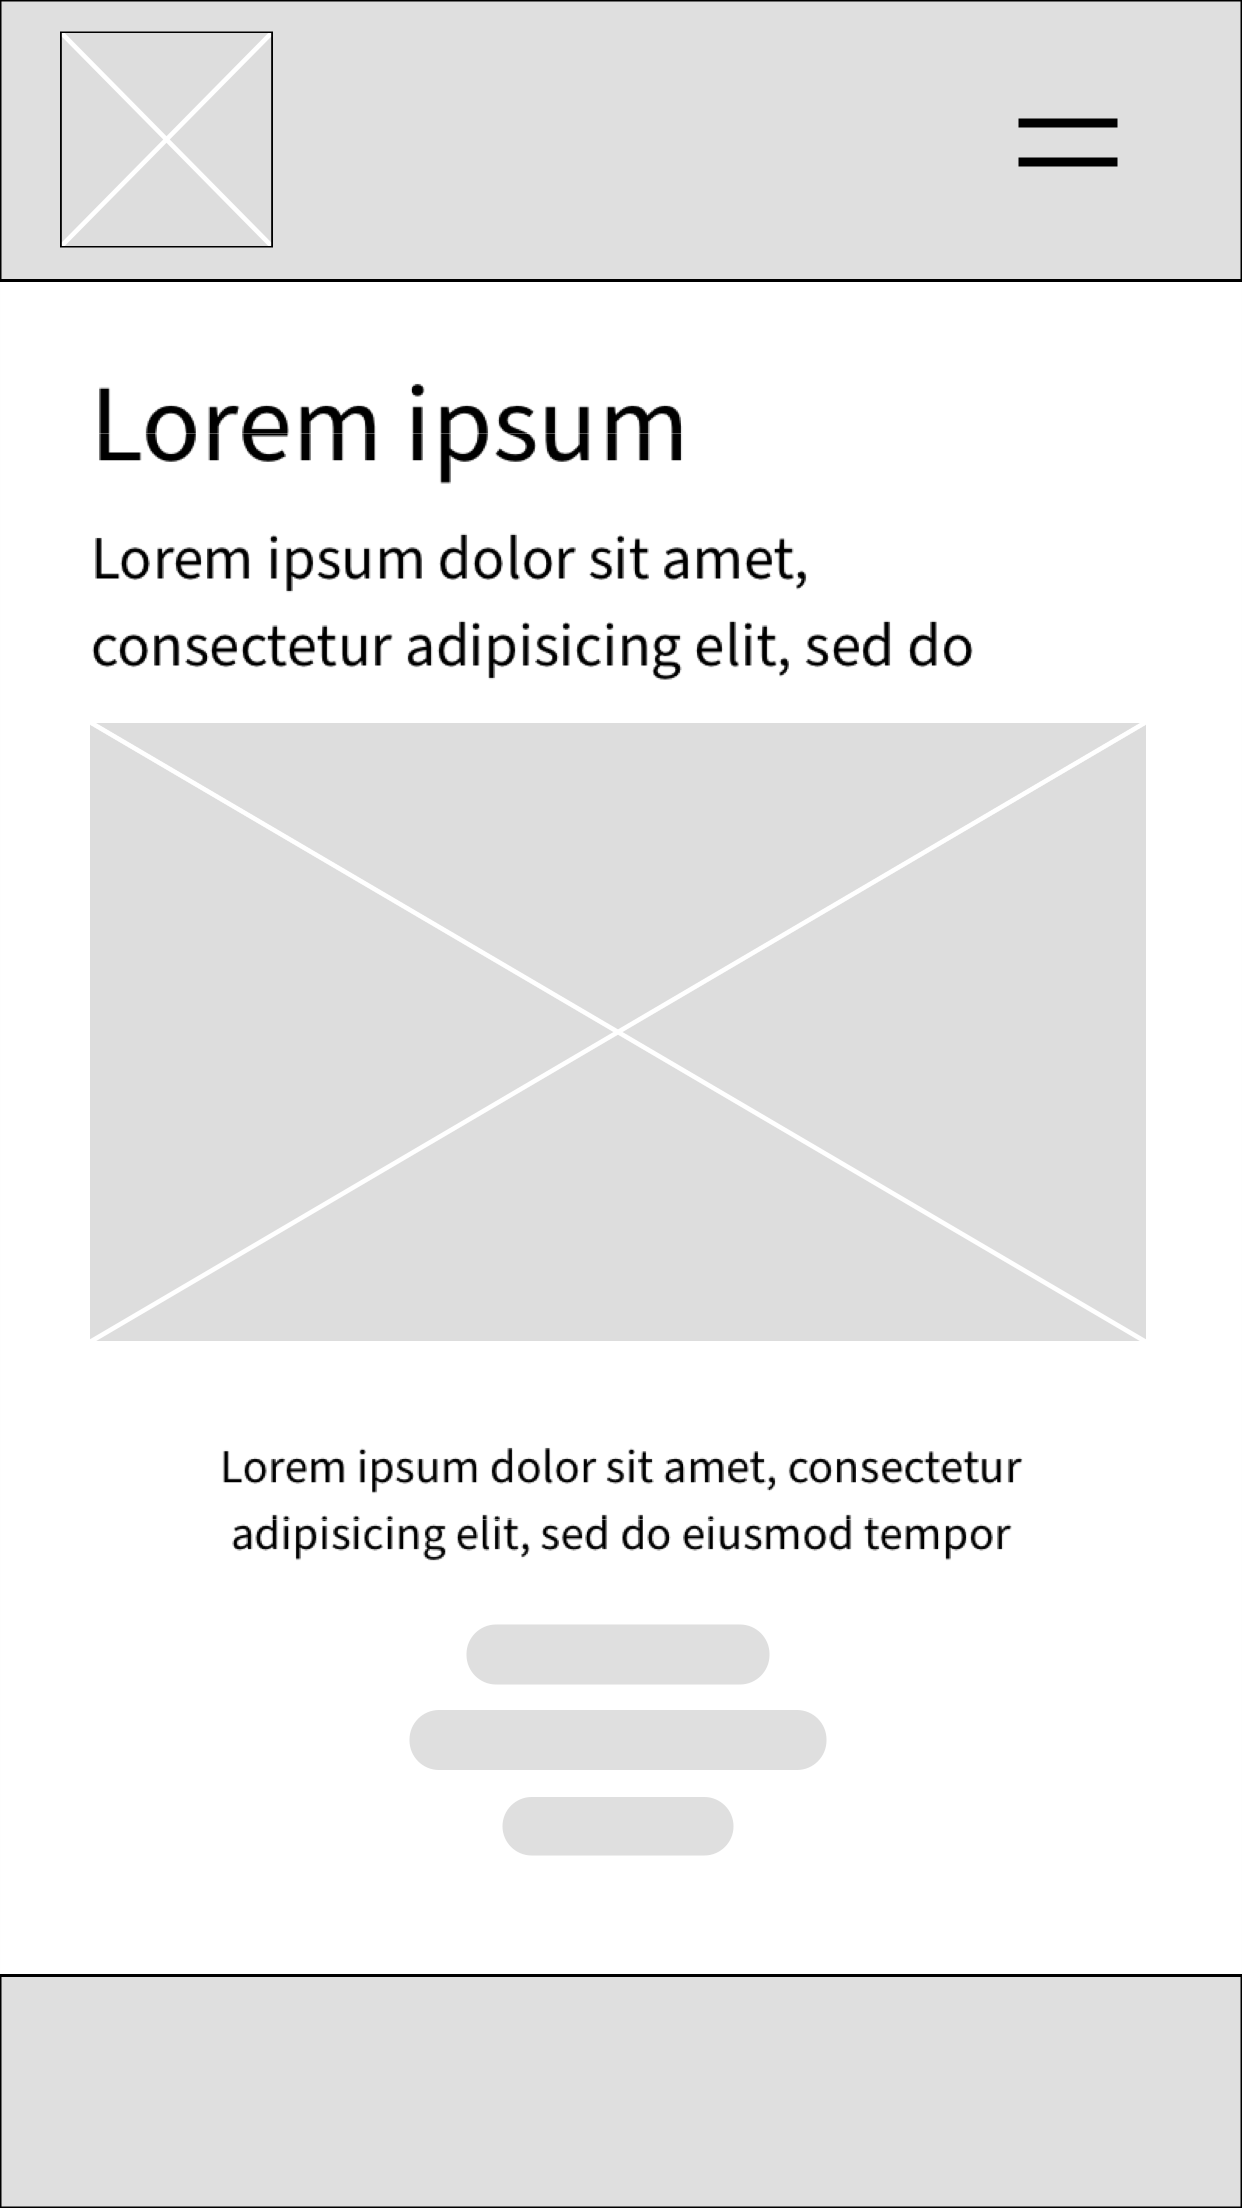 Lorem ipsum
Lorem ipsum dolor sit amet,
consectetur adipisicing elit, sed do
Lorem ipsum dolor sit amet, consectetur
adipisicing elit, sed do eiusmod tempor